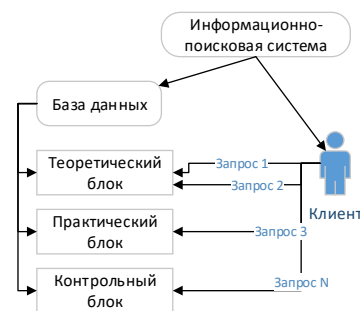 Информационно-
поисковая система
База данных
Теоретический
блок
Запрос 1
Запрос 2
Клиент
Практический
блок
Запрос 3
Контрольный
блок
Запрос N